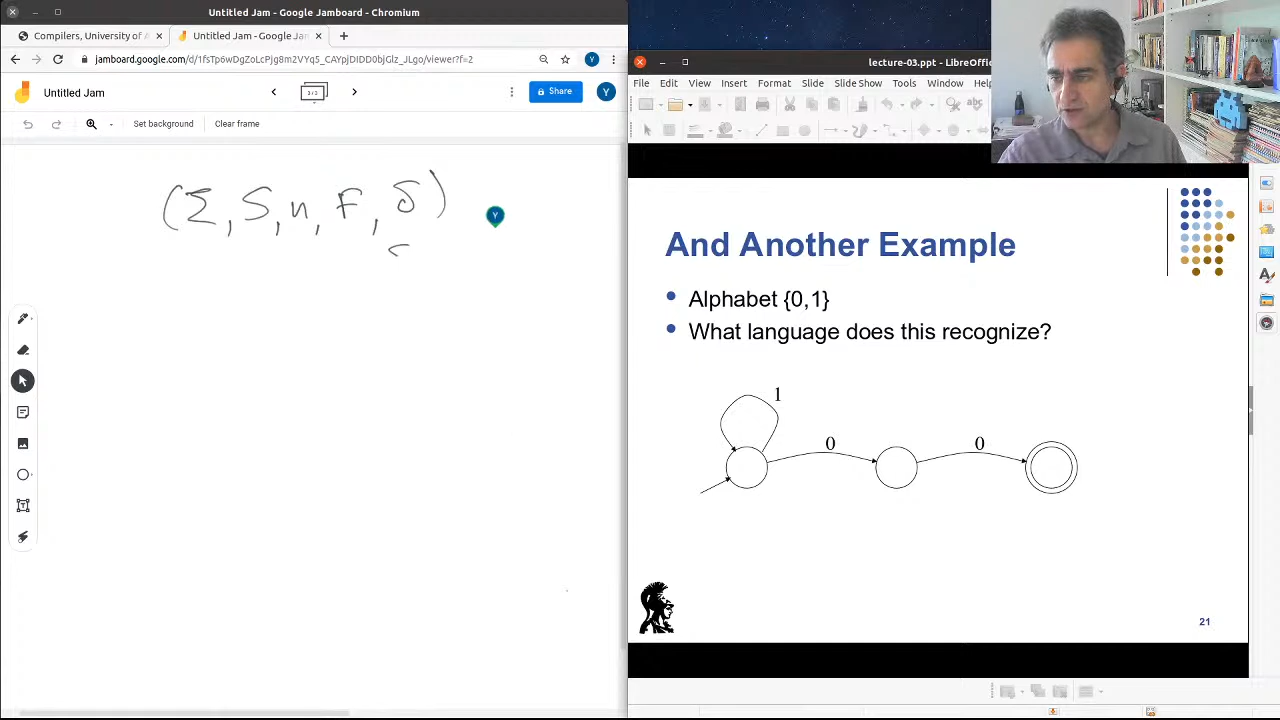 Untitled Jam - Google Jamboard - Chromium
Compilers, University of A
Untitled Jam - Google Jam
jamboard.google.com/d/1fsTp6wDgZoLcPjg8m2VYq5_CAYpjDIDD0bjGlz_JLgo/viewer?f=2
Y
Untitled Jam
Share
Y
Set background
Clear frame
(Σ, S, n, F, δ)
Y
lecture-03.ppt - LibreOffic
File Edit View Insert Format Slide Slide Show Tools Window
And Another Example
Alphabet {0,1}
What language does this recognize?
1
0 0
21